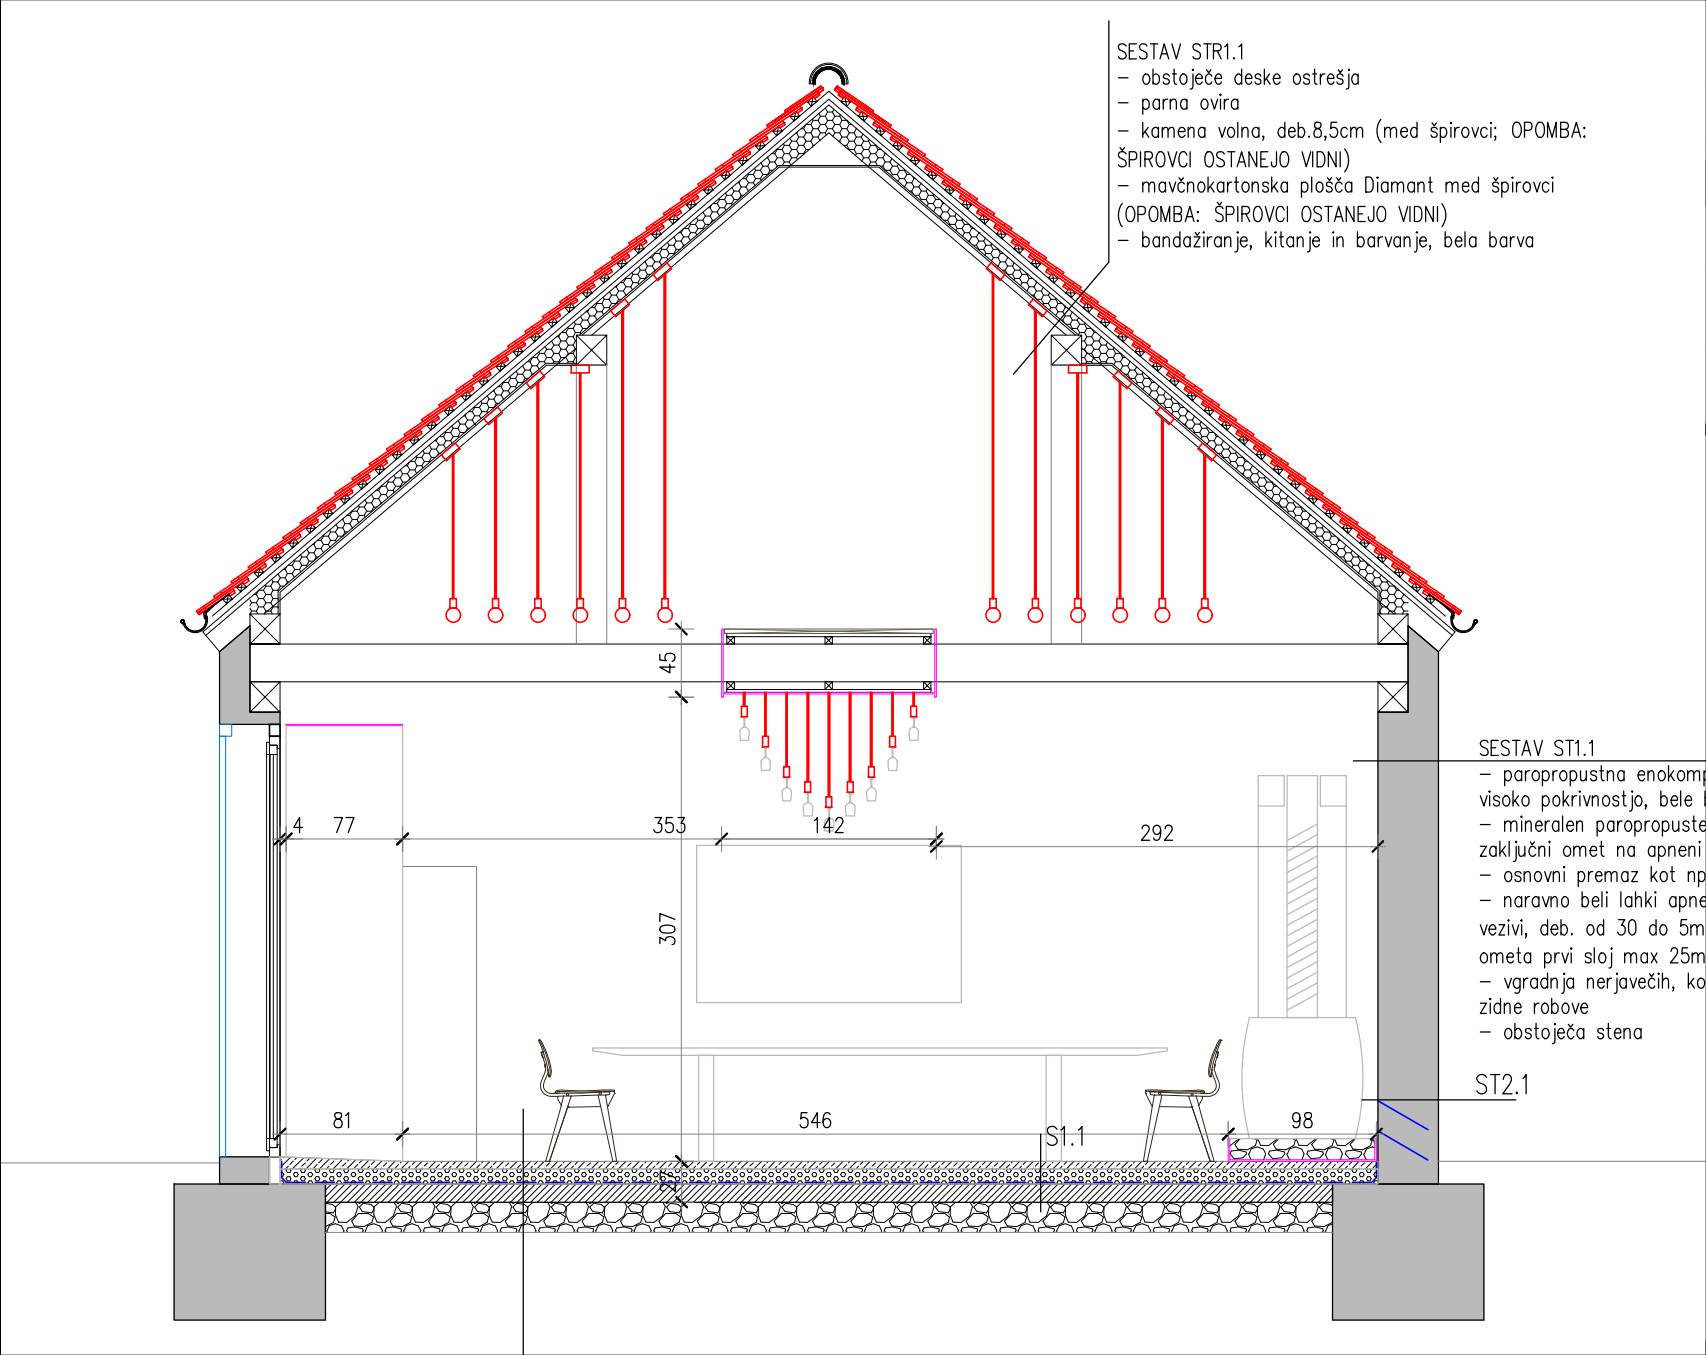 SESTAV STR1.1
– obstoječe deske ostrešja
– parna ovira
– kamena volna, deb.8,5cm (med špirovci; OPOMBA:
ŠPIROVCI OSTANEJO VIDNI)
– mavčnokartonska plošča Diamant med špirovci
(OPOMBA: ŠPIROVCI OSTANEJO VIDNI)
– bandažiranje, kitanje in barvanje, bela barva
45
SESTAV ST1.1
– paropropustna enokomp
visoko pokrivnostjo, bele
– mineralen paropropuste
zaključni omet na apneni
– osnovni premaz kot np
– naravno beli lahki apne
vezivi, deb. od 30 do 5m
ometa prvi sloj max 25m
– vgradnja nerjavečih, ko
zidne robove
– obstoječa stena
4 77 353 142 292
307
ST2.1
81 546 98
S1.1
27